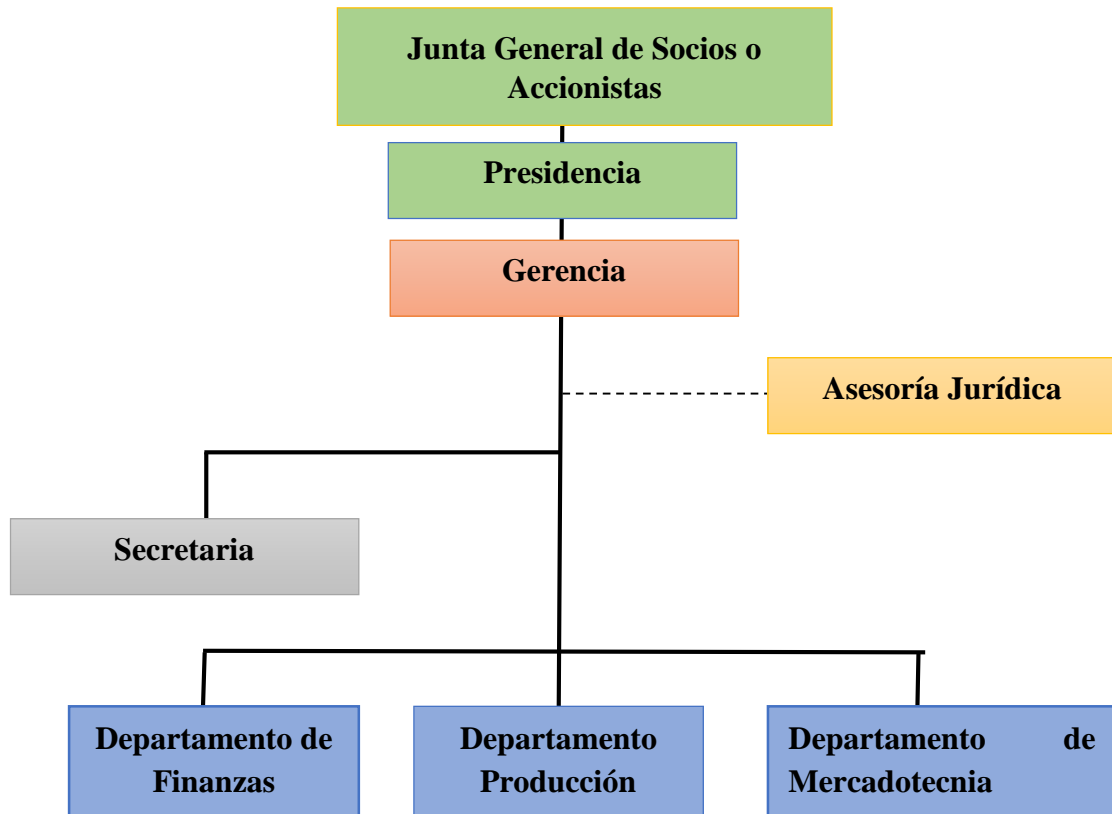 Junta General de Socios o
Accionistas
Presidencia
Gerencia
Asesoría Jurídica
Secretaria
Departamento de
Finanzas
Departamento
Producción
Departamento de
Mercadotecnia